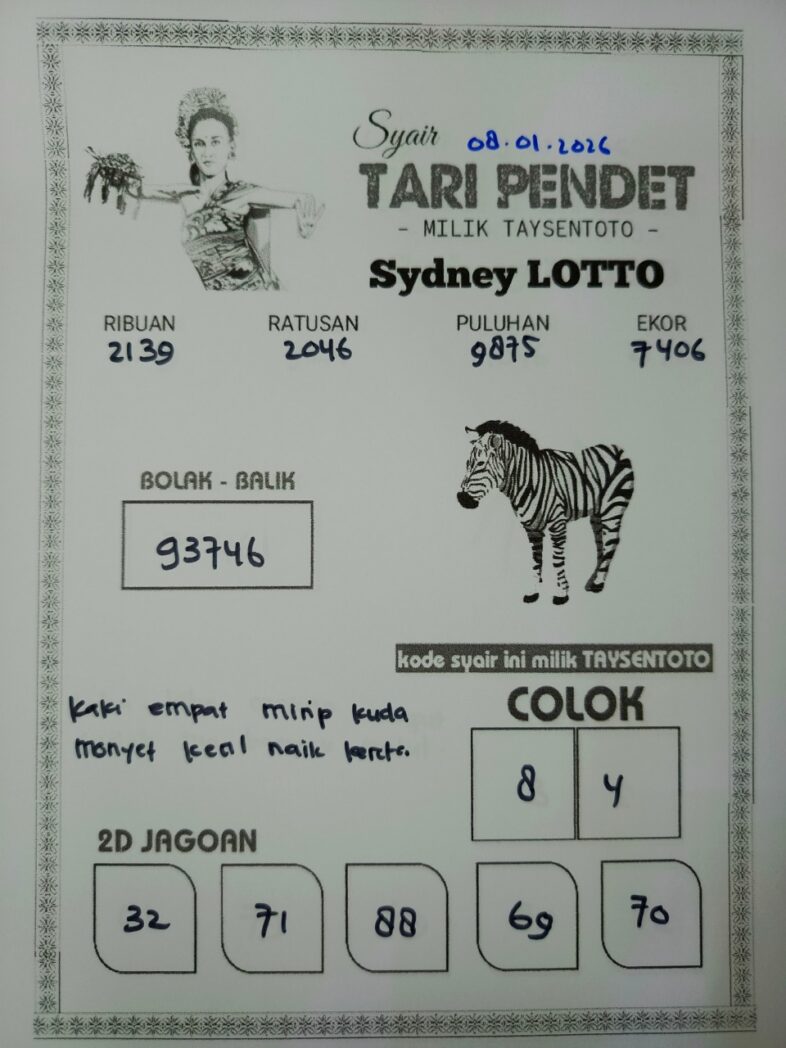 Syair 08.01.2026
TARI PENDET
- MILIK TAYSENTOTO -
Sydney LOTTO
RIBUAN RATUSAN PULUHAN EKOR
2139 2046 9875 7406
BOLAK - BALIK
93746
kode syair ini milik TAYSENTOTO
kaki empat mirip kuda
monyet kecil naik kereta.
COLOK
8 4
2D JAGOAN
32 71 88 69 70